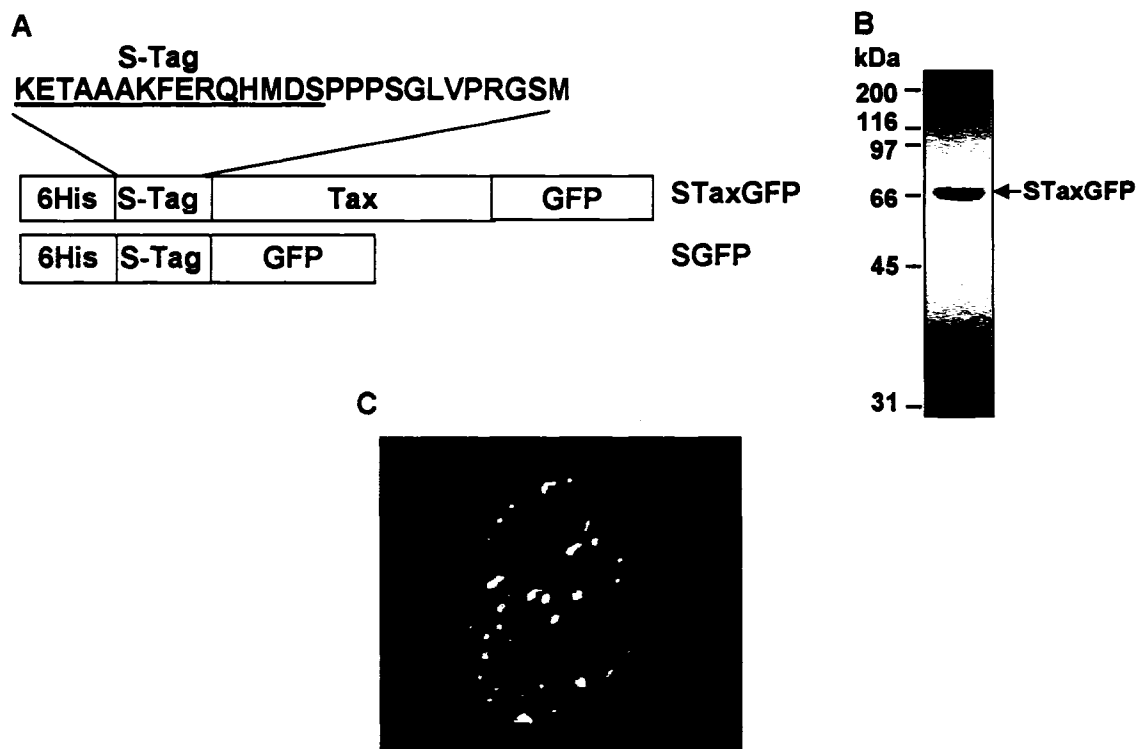 A
S-Tag
KETAAAKFERQHMDSPPPSGLVPRGSM
6His S-Tag Tax GFP STaxGFP
6His S-Tag GFP SGFP
B
kDa
200
116
97
66
45
31
STaxGFP
C